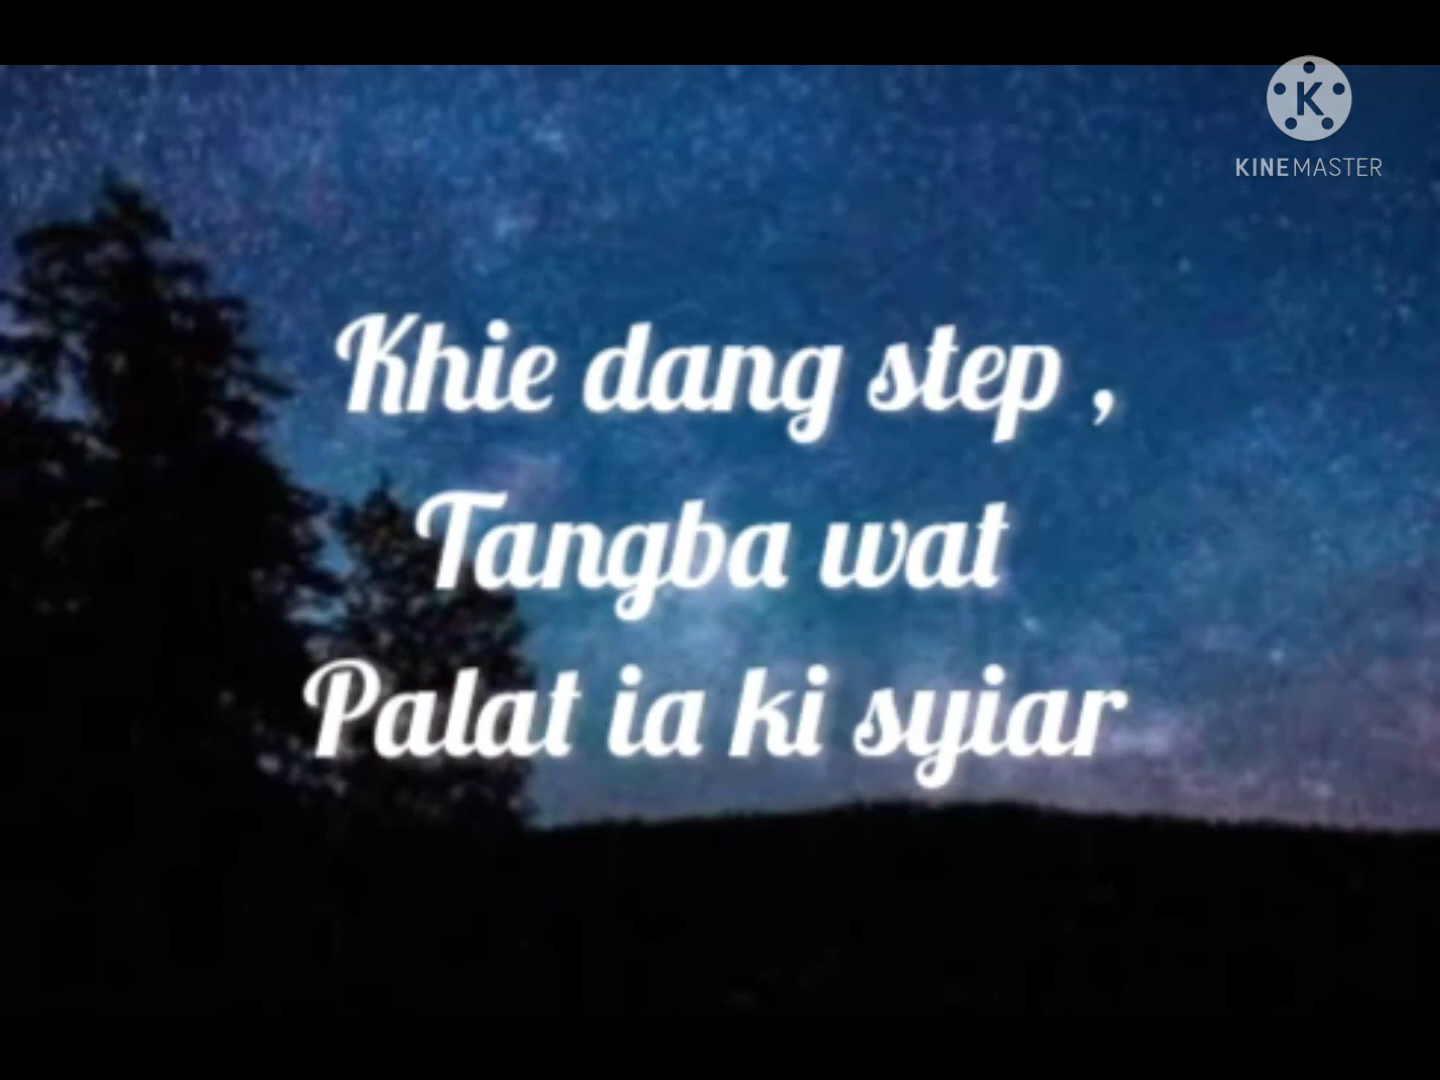 K
KINEMASTER
Khie dang step ,
Tangba wat
Palat ia ki syiar